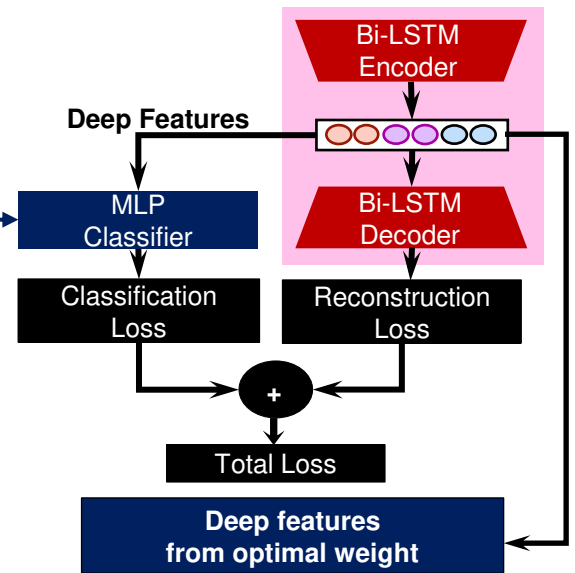 Bi-LSTM
Encoder
Deep Features
MLP
Classifier
Bi-LSTM
Decoder
Classification
Loss
Reconstruction
Loss
+
Total Loss
Deep features
from optimal weight